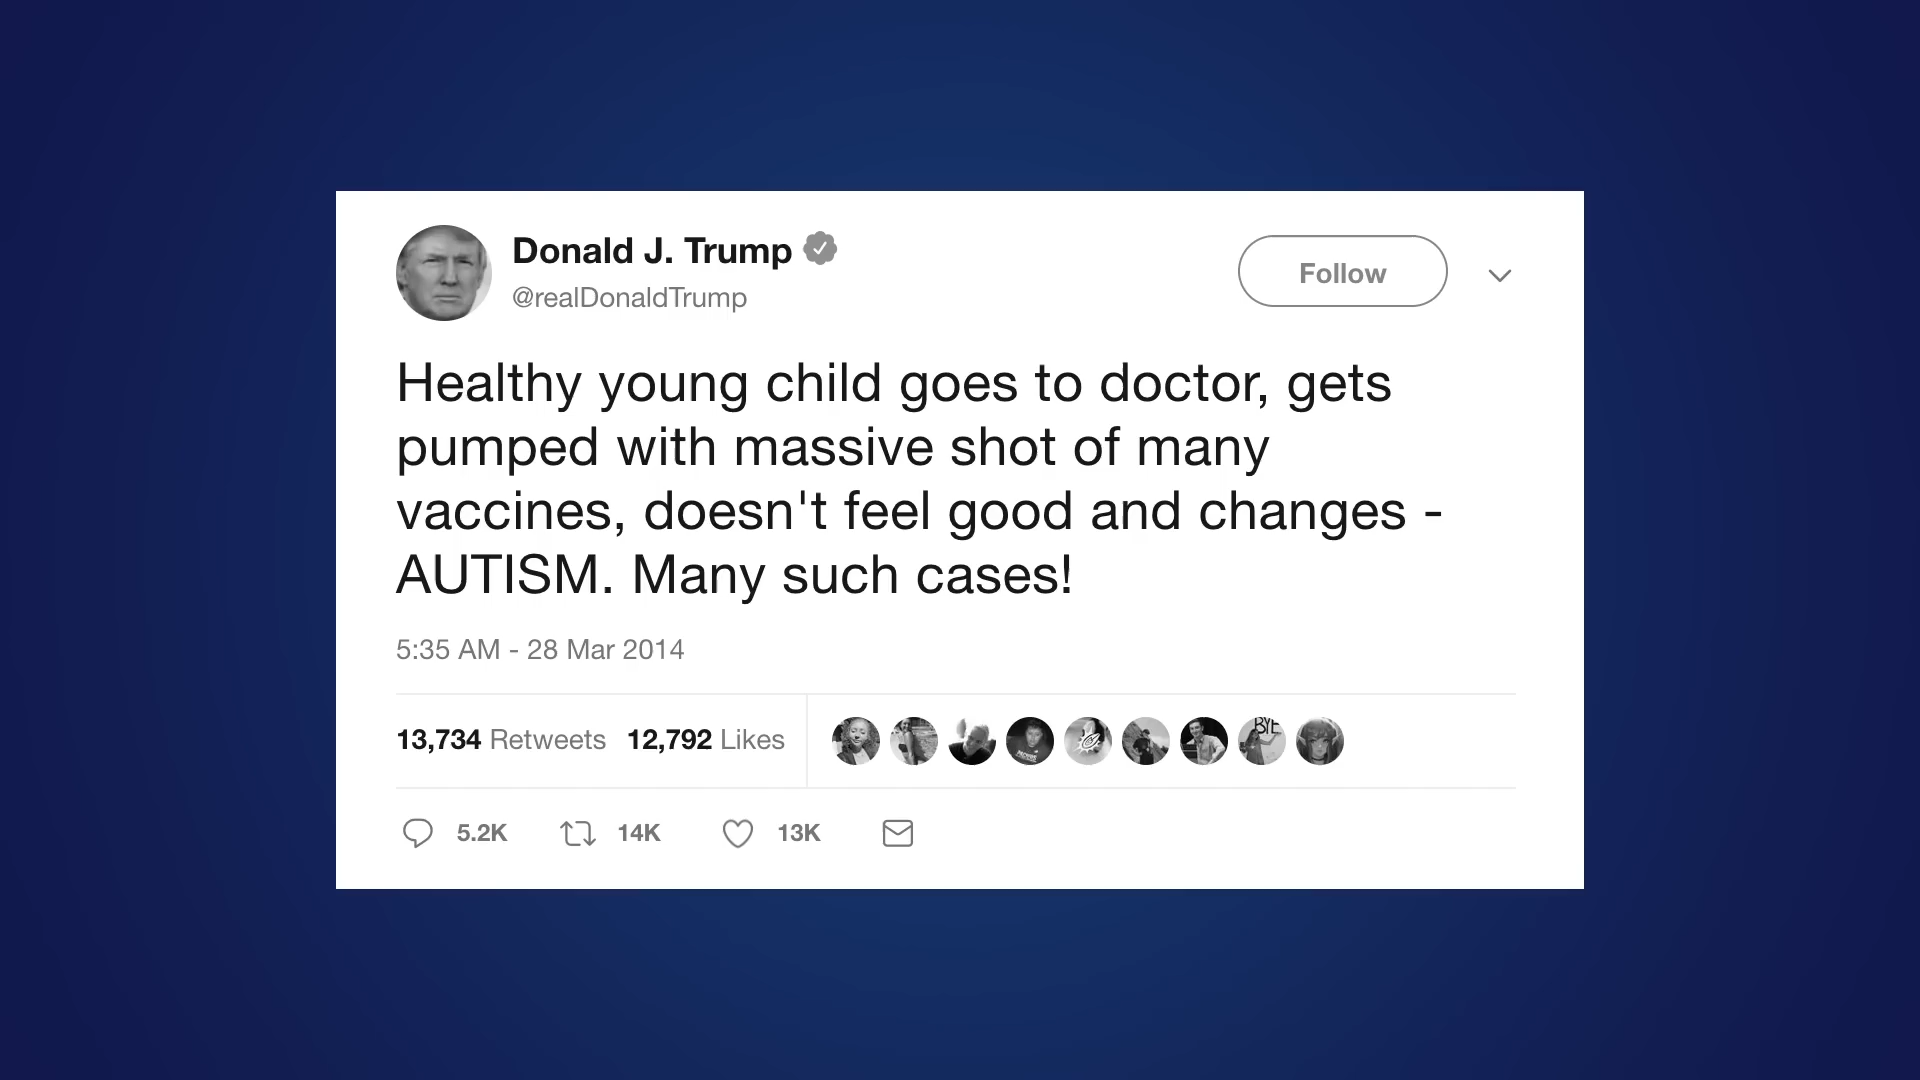 Donald J. Trump
@realDonaldTrump
Follow
Healthy young child goes to doctor, gets
pumped with massive shot of many
vaccines, doesn't feel good and changes -
AUTISM. Many such cases!
5:35 AM - 28 Mar 2014
13,734 Retweets 12,792 Likes
BYE
5.2K 14K 13K